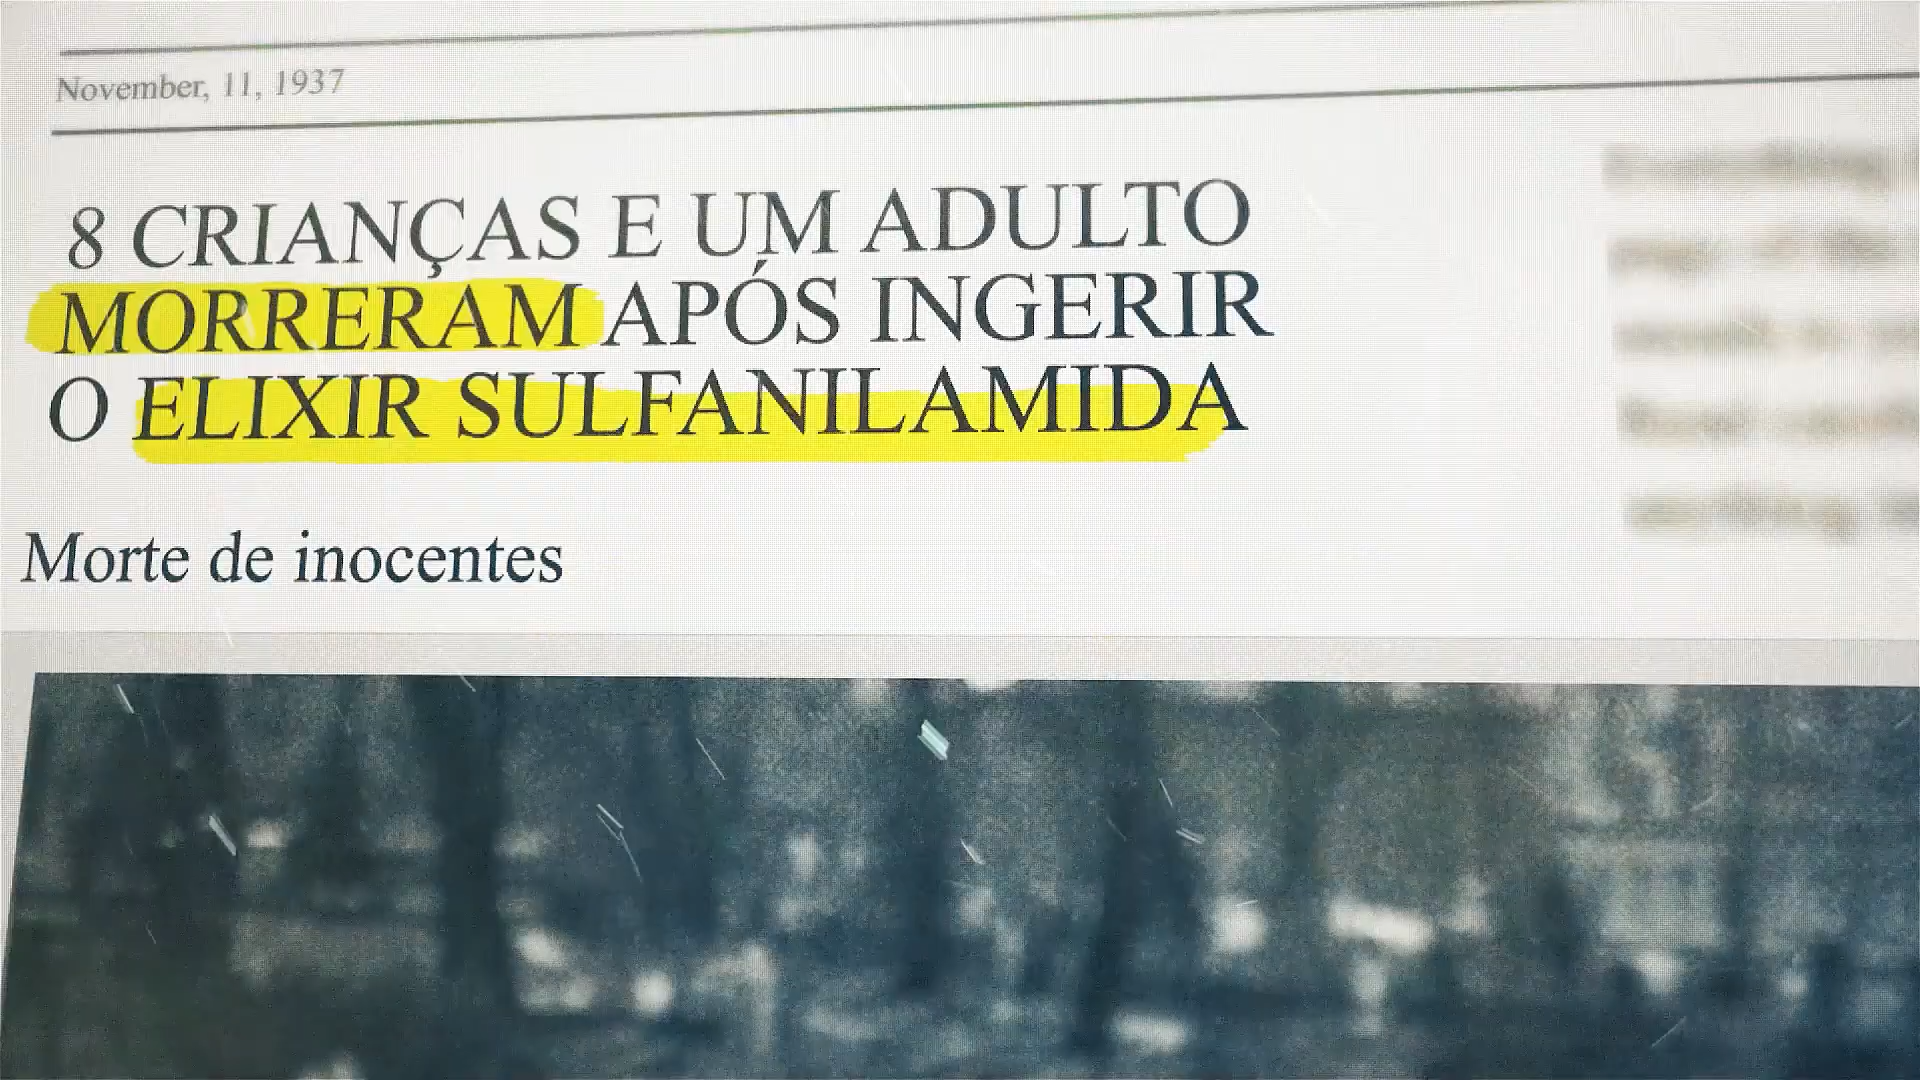 November, 11, 1937
8 CRIANÇAS E UM ADULTO
MORRERAM APÓS INGERIR
O ELIXIR SULFANILAMIDA
Morte de inocentes